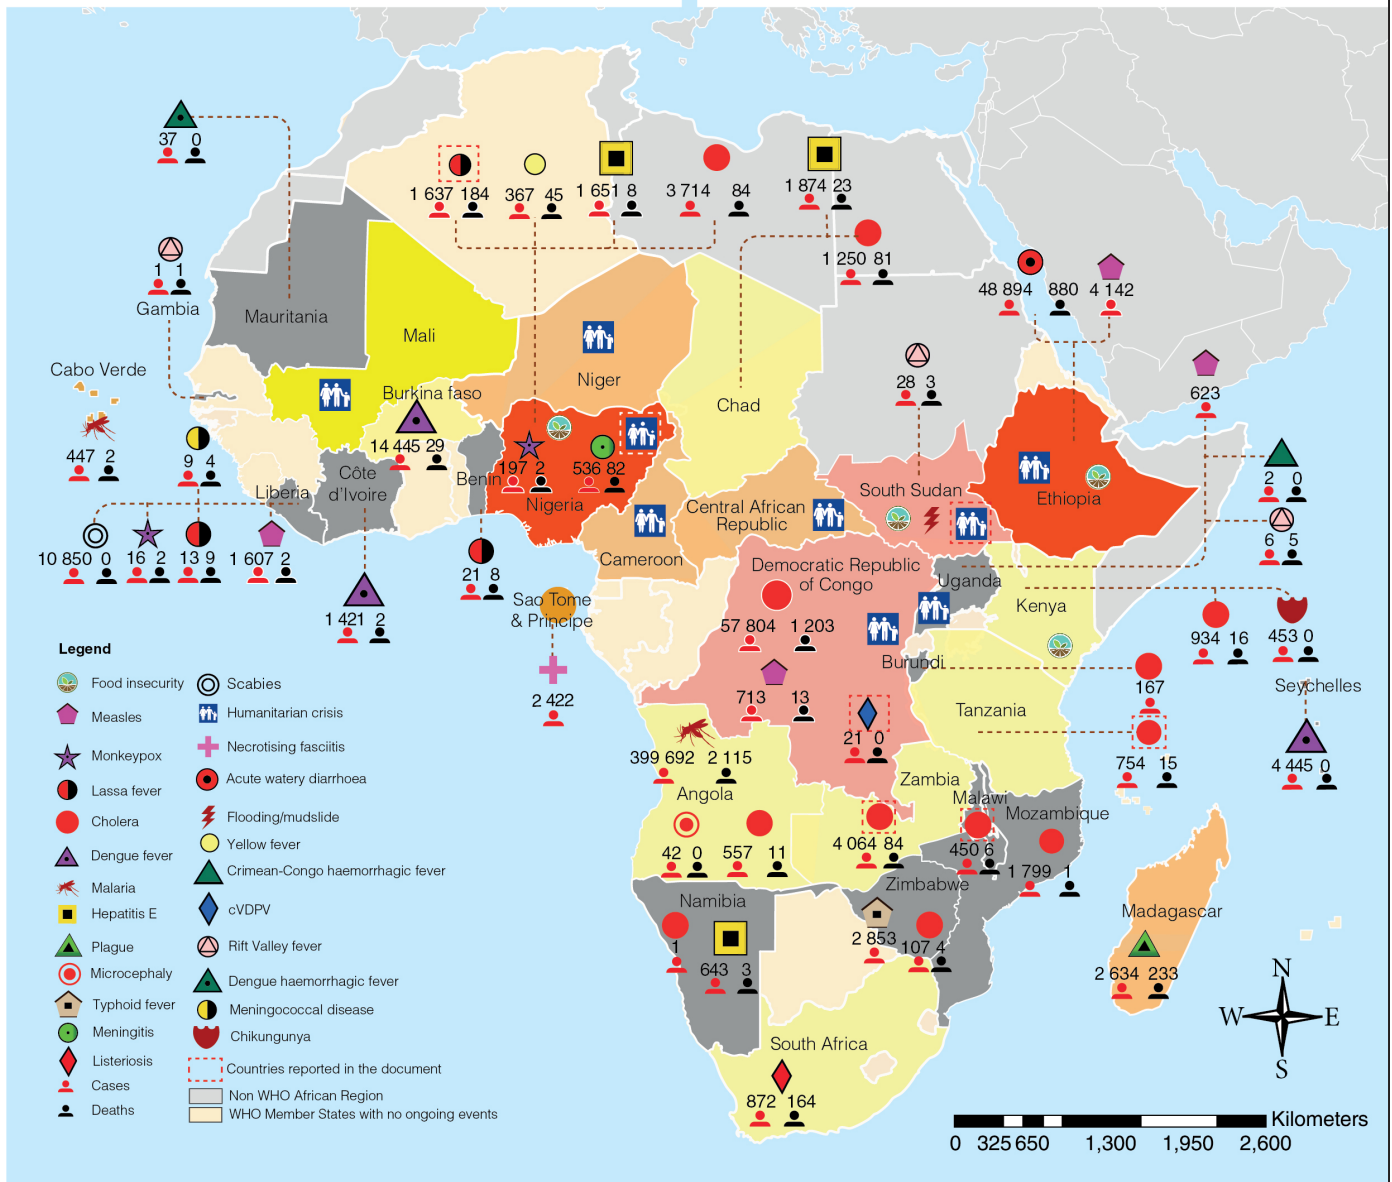 37 0
1 637 184
367 45
1 651 8
3 714 84
1 874 23
1 250 81
1 1
Gambia
48 894 880
4 142
Mauritania
Mali
Cabo Verde
Burkina faso
Niger
Chad
28 3
623
447 2
9 4
14 445 29
Côte
d'Ivoire
Liberia
Benin
197 2
536 82
Nigeria
Central African
Republic
South Sudan
Ethiopia
2 0
10 850 0
16 2
13 9
1 607 2
Cameroon
6 5
21 8
Democratic Republic
of Congo
Uganda
Kenya
Sao Tome
& Principe
1 421 2
57 804 1 203
934 16
453 0
Burundi
Seychelles
167
2 422
713 13
Tanzania
21 0
399 692 2 115
754 15
4 445 0
Angola
Zambia
Malawi
Mozambique
42 0
557 11
4 064 84
450 6
1 799 1
Zimbabwe
Namibia
Madagascar
1
643 3
2 853
107 4
2 634 233
South Africa
872 164
Legend
Food insecurity
Measles
Monkeypox
Lassa fever
Cholera
Dengue fever
Malaria
Hepatitis E
Plague
Microcephaly
Typhoid fever
Meningitis
Listeriosis
Cases
Deaths
Scabies
Humanitarian crisis
Necrotising fasciitis
Acute watery diarrhoea
Flooding/mudslide
Yellow fever
Crimean-Congo haemorrhagic fever
cVDPV
Rift Valley fever
Dengue haemorrhagic fever
Meningococcal disease
Chikungunya
Countries reported in the document
Non WHO African Region
WHO Member States with no ongoing events
N
W E
S
Kilometers
0 325 650 1,300 1,950 2,600